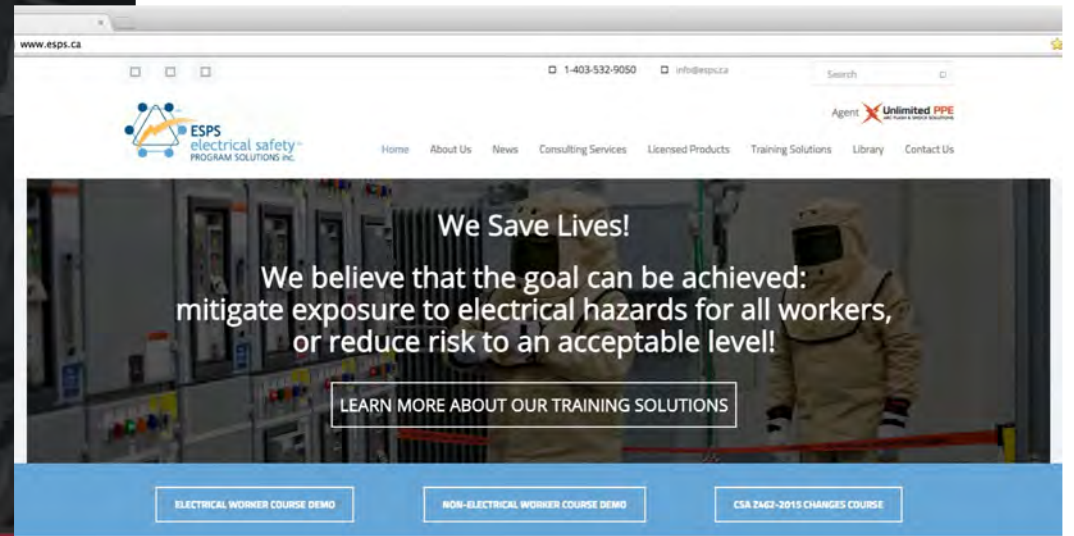 www.esps.ca
1-403-532-9050 info@esps.ca
Search
Agent Unlimited PPE
ARC FLASH & SHOCK SOLUTIONS
ESPS
electrical safety
PROGRAM SOLUTIONS INC.
Home About Us News Consulting Services Licensed Products Training Solutions Library Contact Us
We Save Lives!
We believe that the goal can be achieved:
mitigate exposure to electrical hazards for all workers,
or reduce risk to an acceptable level!
LEARN MORE ABOUT OUR TRAINING SOLUTIONS
ELECTRICAL WORKER COURSE DEMO NON-ELECTRICAL WORKER COURSE DEMO CSA Z462-2015 CHANGES COURSE